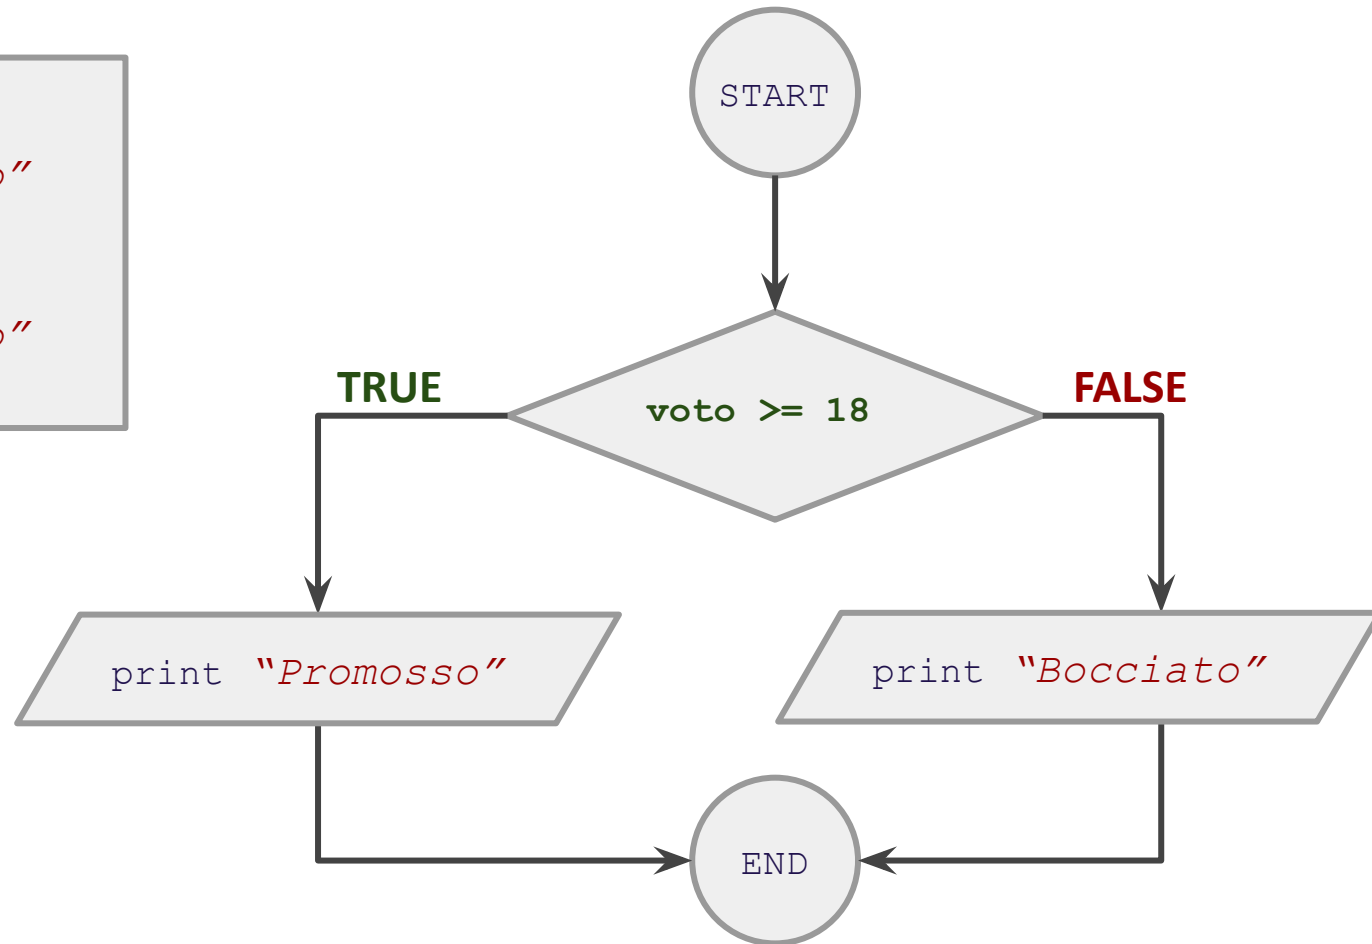 START
TRUE
FALSE
voto >= 18
print “Promosso”
print “Bocciato”
END